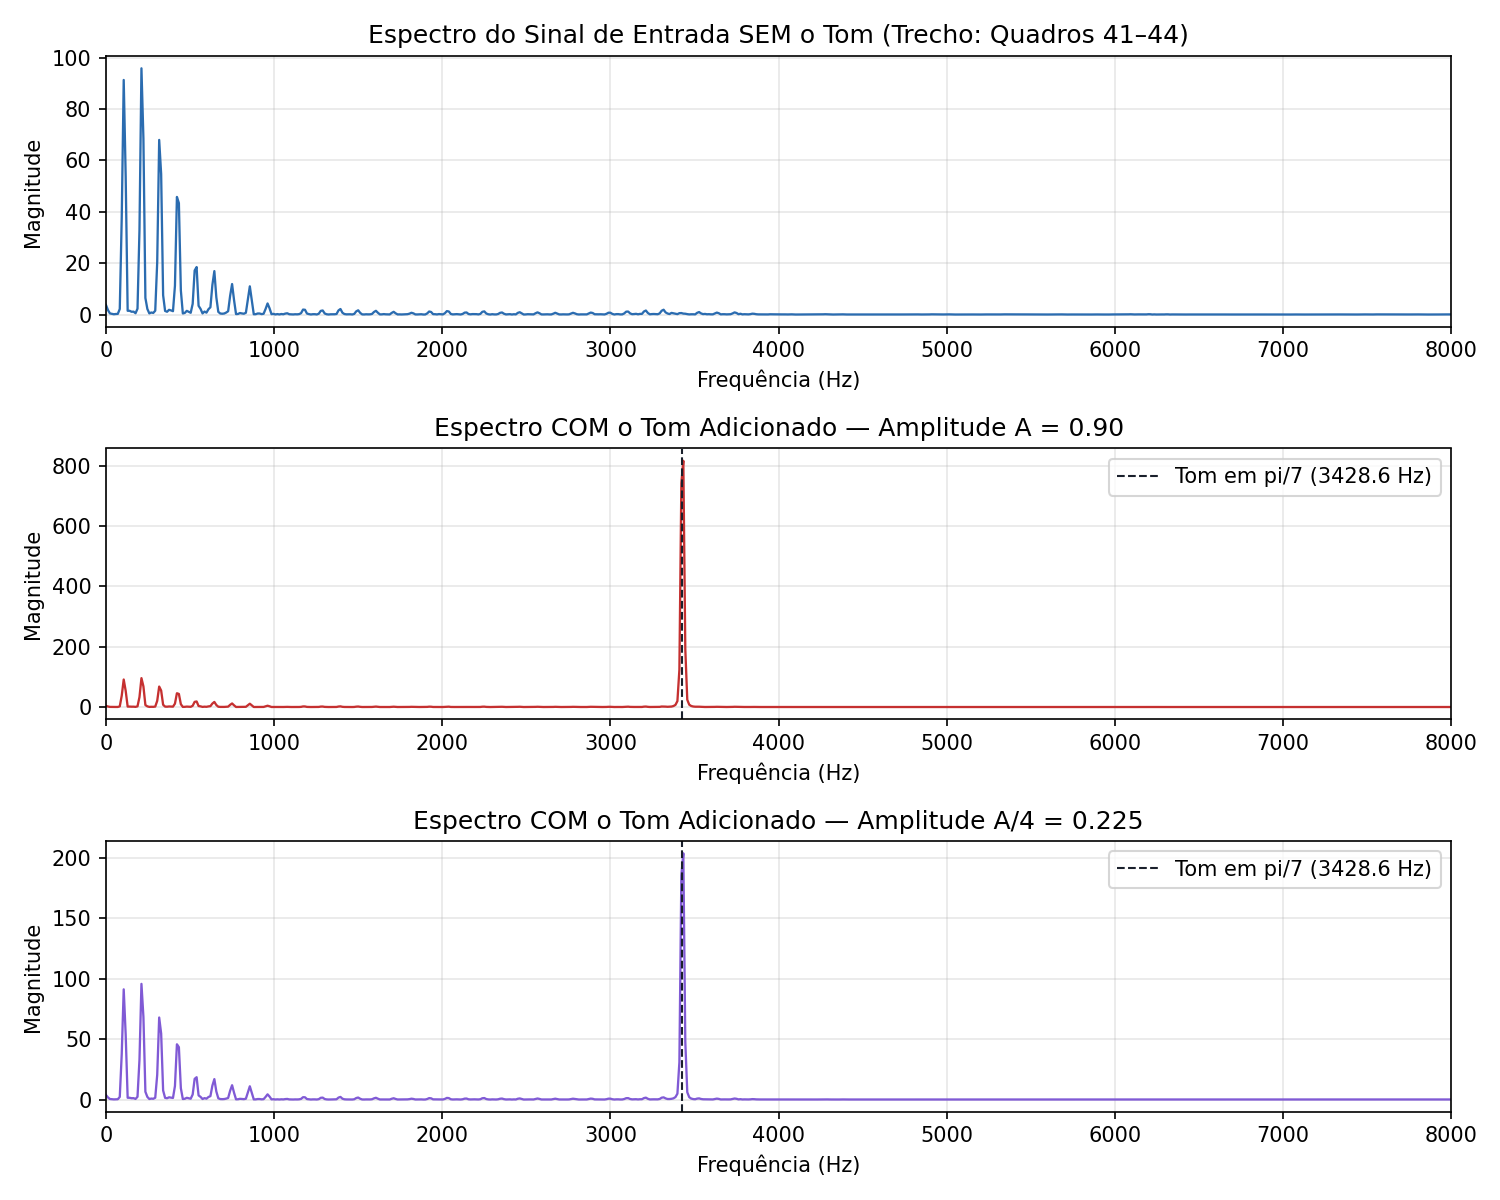 Espectro do Sinal de Entrada SEM o Tom (Trecho: Quadros 41–44)
100
80
60
40
20
0
Magnitude
0 1000 2000 3000 4000 5000 6000 7000 8000
Frequência (Hz)
Espectro COM o Tom Adicionado — Amplitude A = 0.90
Tom em pi/7 (3428.6 Hz)
800
600
400
200
0
Magnitude
0 1000 2000 3000 4000 5000 6000 7000 8000
Frequência (Hz)
Espectro COM o Tom Adicionado — Amplitude A/4 = 0.225
Tom em pi/7 (3428.6 Hz)
200
150
100
50
0
Magnitude
0 1000 2000 3000 4000 5000 6000 7000 8000
Frequência (Hz)